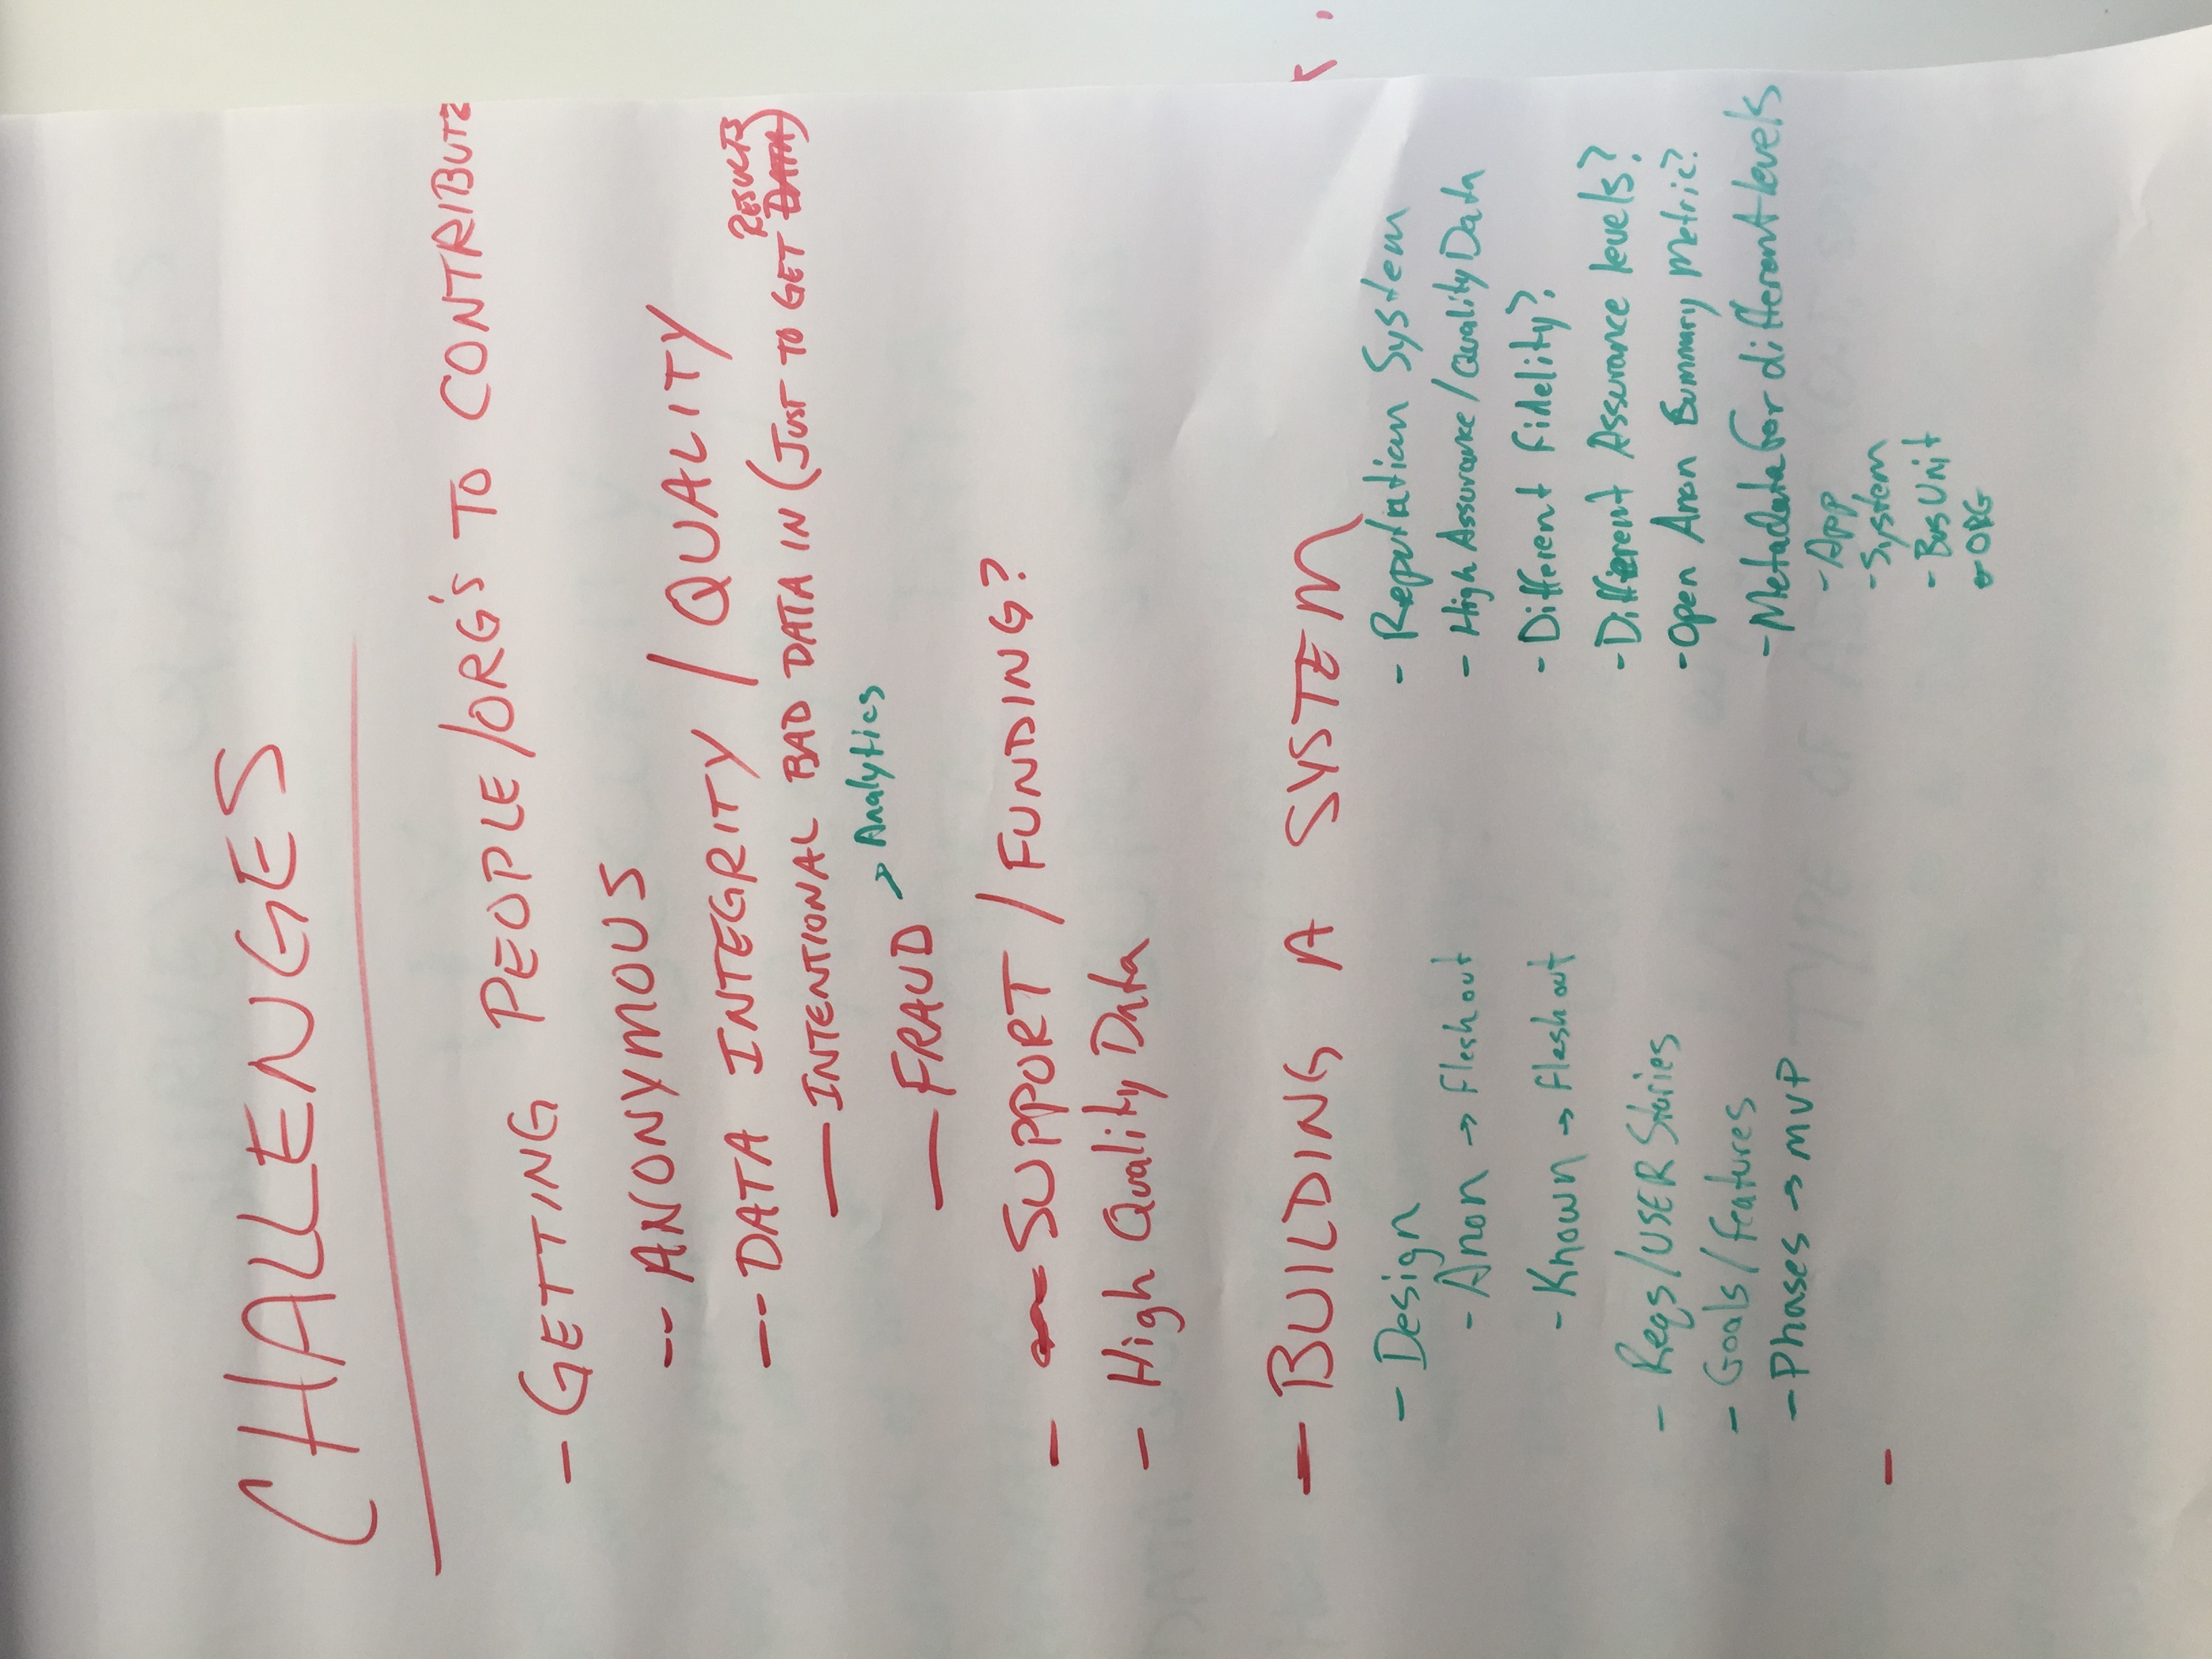 CHALLENGES
- GETTING PEOPLE/ORG'S TO CONTRIBUTE
-- ANONYMOUS
-- DATA INTEGRITY / QUALITY
— INTENTIONAL BAD DATA IN (JUST TO GET DATA RESULTS)
— FRAUD → Analytics
- SUPPORT / FUNDING?
- High Quality Data
- BUILDING A SYSTEM
- Design
- Anon → Flesh out
- Known → Flesh out
- Reqs/USER Stories
- Goals/features
- Phases → MVP
-
- Reputation System
- High Assurance/Quality Data
- Different Fidelity?
- Different Assurance levels?
- Open Anon Summary Metric?
- Metadata for different levels
- App
- System
- Bus Unit
- ORG